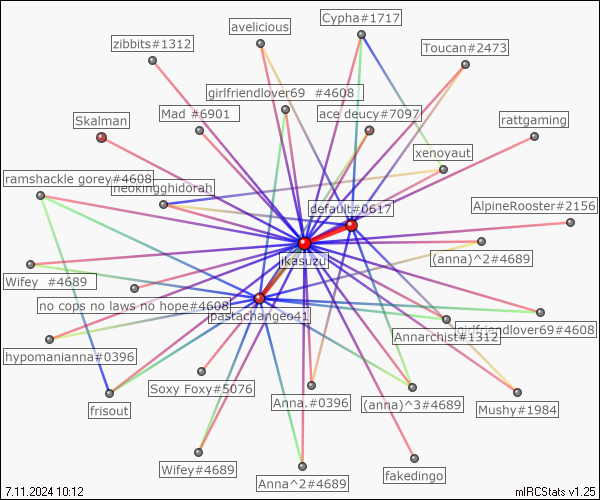 Cypha#1717
avelicious
zibbits#1312
Toucan#2473
girlfriendlover69 #4608
Mad #6901
ace deucy#7097
Skalman
rattgaming
xenoyaut
ramshackle gorey#4608
neokingghidorah
default#0617
AlpineRooster#2156
jikasuzu
(anna)^2#4689
Wifey #4689
no cops no laws no hope#4608
pastachangeo41
girlfriendlover69#4608
Annarchist#1312
hypomanianna#0396
Soxy Foxy#5076
Anna.#0396
(anna)^3#4689
Mushy#1984
frisout
Wifey#4689
Anna^2#4689
fakedingo
7.11.2024 10:12
mIRCStats v1.25